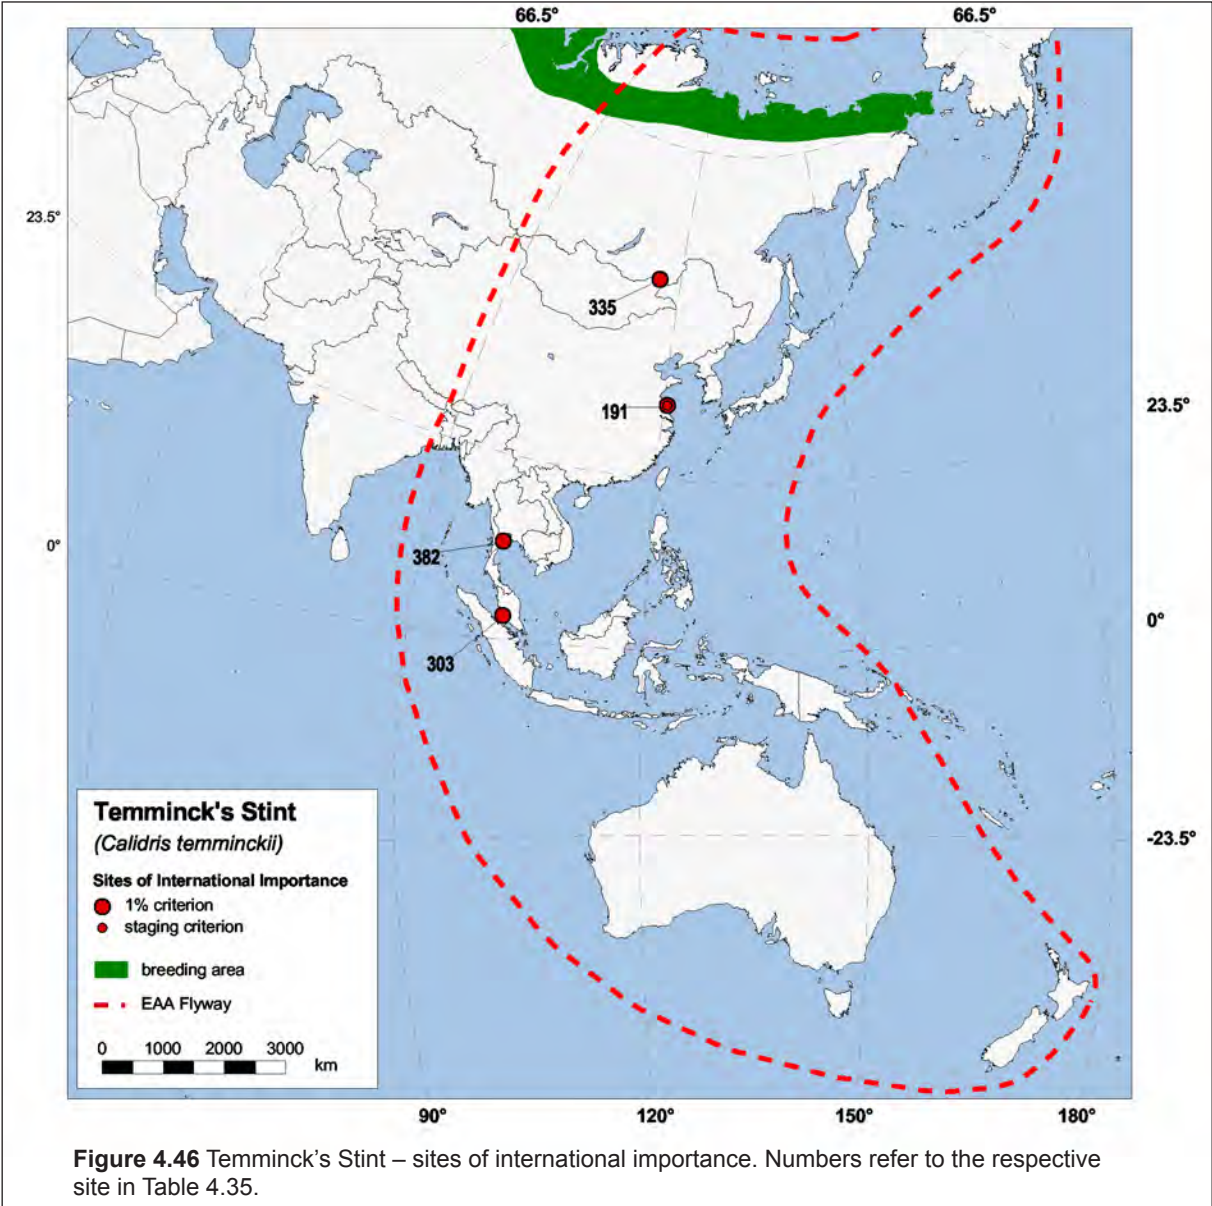 66.5° 66.5°
23.5°
335
191
23.5°
382
0°
303
0°
-23.5°
Temminck's Stint
(Calidris temminckii)
Sites of International Importance
1% criterion
staging criterion
breeding area
EAA Flyway
0 1000 2000 3000
km
90° 120° 150° 180°
Figure 4.46 Temminck’s Stint – sites of international importance. Numbers refer to the respective
site in Table 4.35.